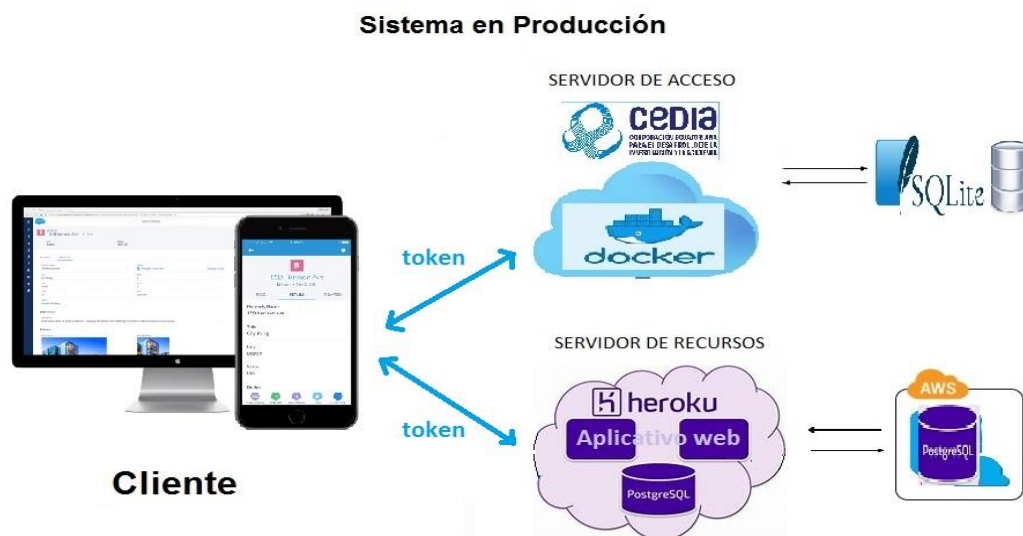 Sistema en Producción
SERVIDOR DE ACCESO
CEDIA
docker
SQLite
token
SERVIDOR DE RECURSOS
heroku
Aplicativo web
PostgreSQL
AWS
PostgreSQL
token
Cliente